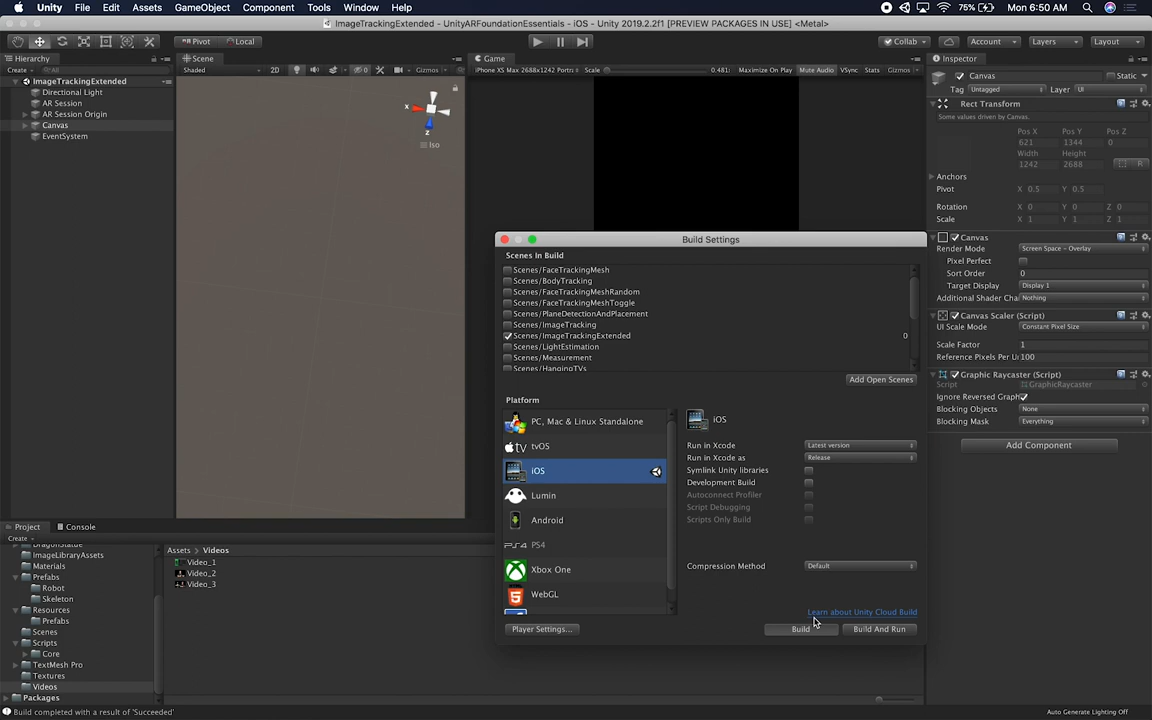 Unity File Edit Assets GameObject Component Tools Window Help 75% Mon 6:50 AM
ImageTrackingExtended - UnityARFoundationEssentials - iOS - Unity 2019.2.2f1 [PREVIEW PACKAGES IN USE] <Metal>
Pivot Local Collab Account Layers Layout
Hierarchy Scene Game Inspector
Create All Shaded 2D Gizmos iPhone XS Max 2688x1242 Portrait Scale 0.481 Maximize On Play Mute Audio VSync Stats Gizmos
ImageTrackingExtended
Directional Light
AR Session
AR Session Origin
Canvas
EventSystem
x
z
Iso
Canvas Static
Tag Untagged Layer UI
Rect Transform
Some values driven by Canvas.
Pos X Pos Y Pos Z
621 1344 0
Width Height
1242 2688
R
Anchors
Pivot X 0.5 Y 0.5
Rotation X 0 Y 0 Z 0
Scale X 1 Y 1 Z 1
Canvas
Render Mode Screen Space - Overlay
Pixel Perfect
Sort Order 0
Target Display Display 1
Additional Shader Cha Nothing
Canvas Scaler (Script)
UI Scale Mode Constant Pixel Size
Scale Factor 1
Reference Pixels Per U 100
Graphic Raycaster (Script)
Script GraphicRaycaster
Ignore Reversed Graph
Blocking Objects None
Blocking Mask Everything
Add Component
Build Settings
Scenes In Build
Scenes/FaceTrackingMesh
Scenes/BodyTracking
Scenes/FaceTrackingMeshRandom
Scenes/FaceTrackingMeshToggle
Scenes/PlaneDetectionAndPlacement
Scenes/ImageTracking
Scenes/ImageTrackingExtended 0
Scenes/LightEstimation
Scenes/Measurement
Scenes/HangingTVs
Add Open Scenes
Platform
PC, Mac & Linux Standalone
tv tvOS
iOS
Lumin
Android
PS4
Xbox One
WebGL
iOS
Run in Xcode Latest version
Run in Xcode as Release
Symlink Unity libraries
Development Build
Autoconnect Profiler
Script Debugging
Scripts Only Build
Compression Method Default
Learn about Unity Cloud Build
Player Settings... Build Build And Run
Project Console
Create
DragonStatue
ImageLibraryAssets
Materials
Prefabs
Robot
Skeleton
Resources
Prefabs
Scenes
Scripts
Core
TextMesh Pro
Textures
Videos
Packages
Assets > Videos
Video_1
Video_2
Video_3
Build completed with a result of 'Succeeded' Auto Generate Lighting Off